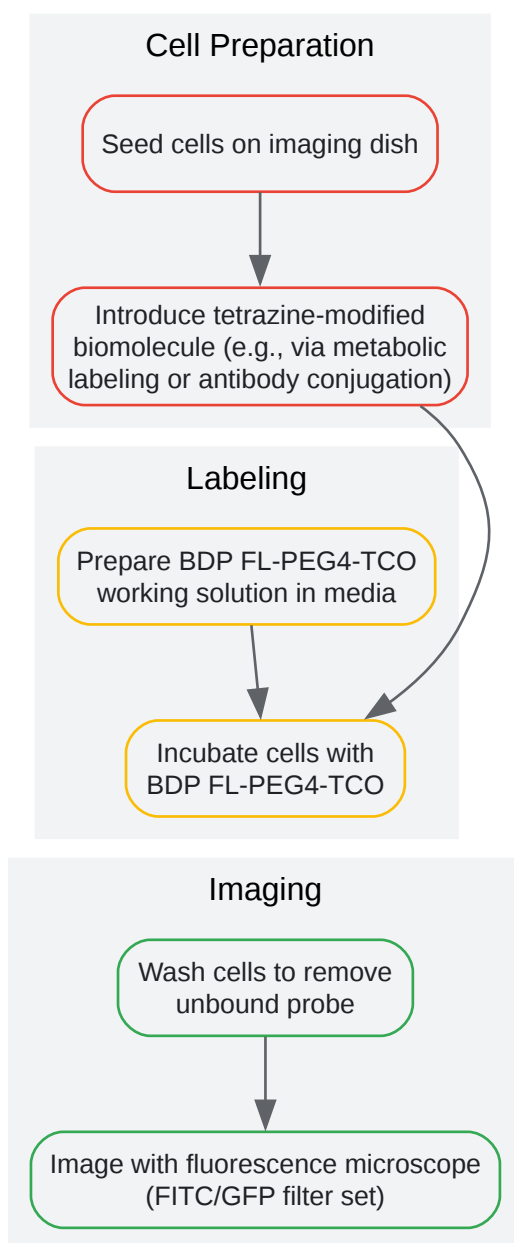 Cell Preparation
Seed cells on imaging dish
Introduce tetrazine-modified
biomolecule (e.g., via metabolic
labeling or antibody conjugation)
Labeling
Prepare BDP FL-PEG4-TCO
working solution in media
Incubate cells with
BDP FL-PEG4-TCO
Imaging
Wash cells to remove
unbound probe
Image with fluorescence microscope
(FITC/GFP filter set)